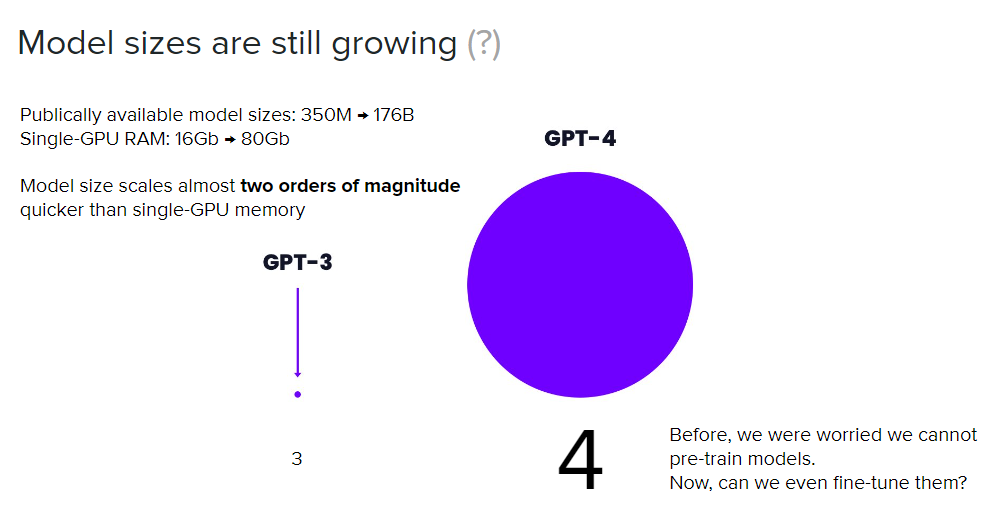 Model sizes are still growing (?)
Publically available model sizes: 350M → 176B
Single-GPU RAM: 16Gb → 80Gb
Model size scales almost two orders of magnitude
quicker than single-GPU memory
GPT-3
GPT-4
3
4
Before, we were worried we cannot
pre-train models.
Now, can we even fine-tune them?